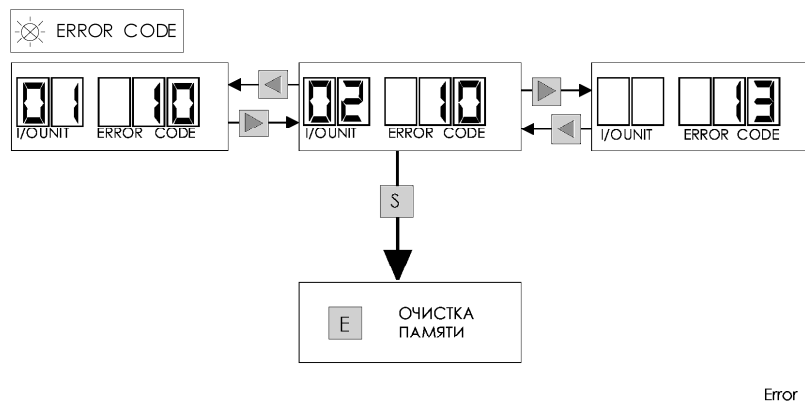 ERROR CODE
01 10
I/OUNIT ERROR CODE
02 10
I/OUNIT ERROR CODE
13
I/OUNIT ERROR CODE
S
E
ОЧИСТКА
ПАМЯТИ
Error